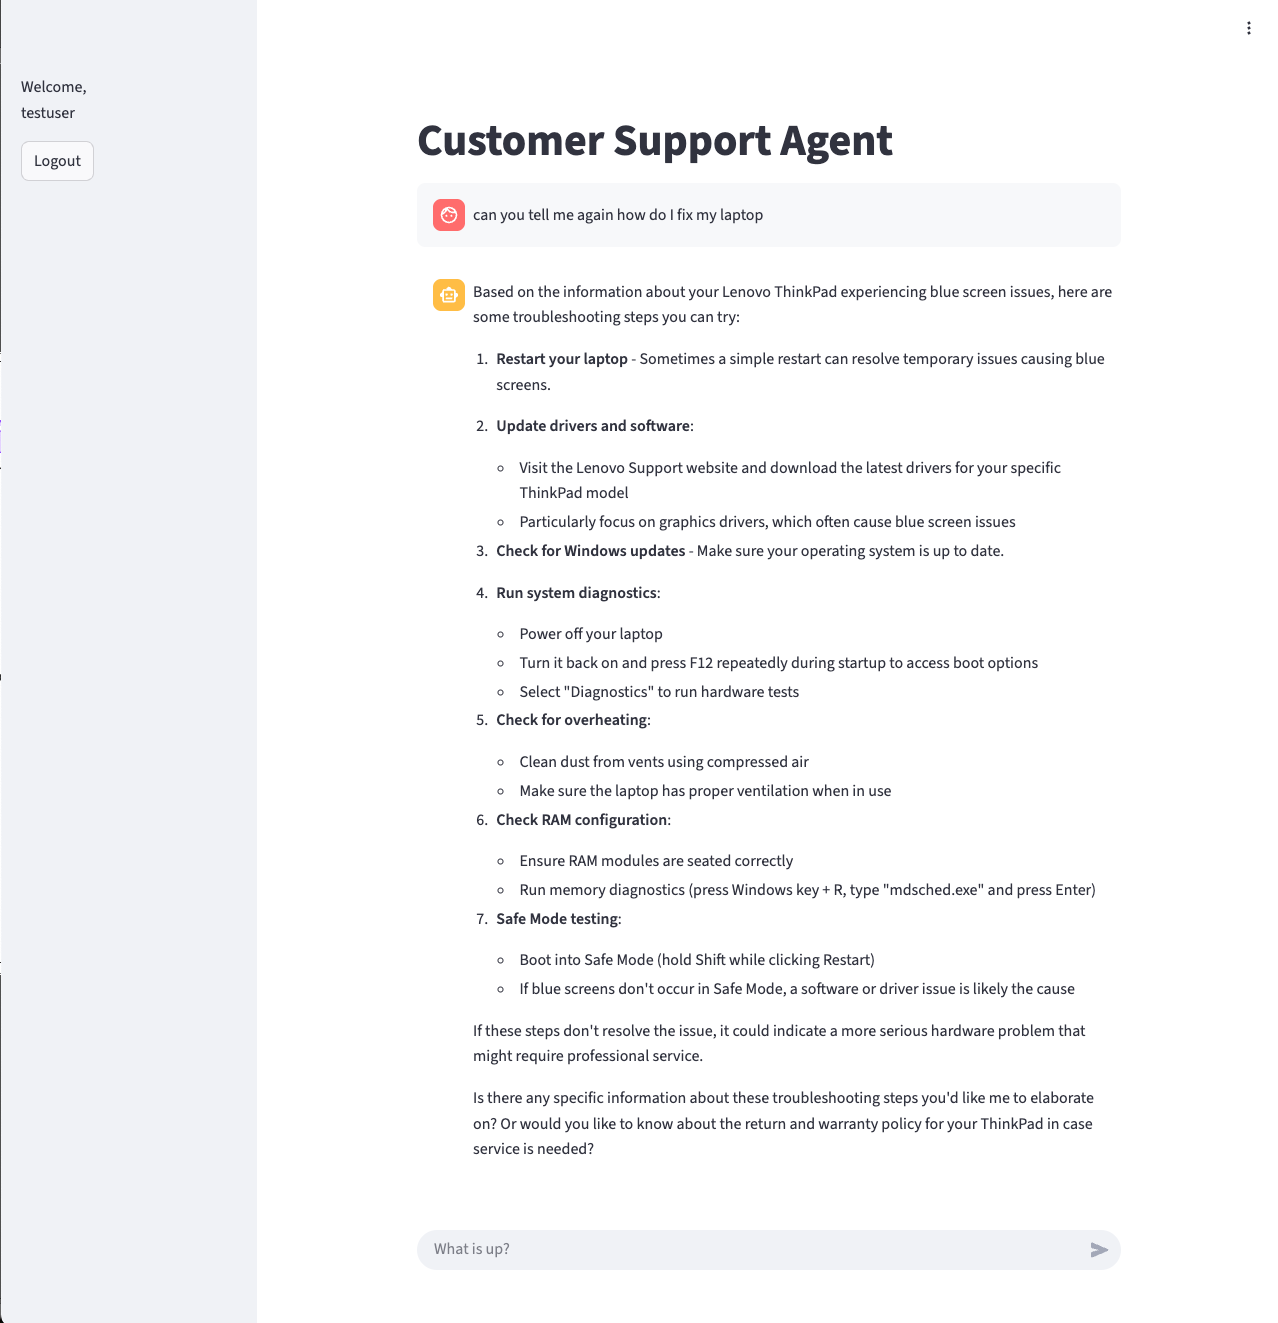 Welcome,
testuser
Logout
Customer Support Agent
can you tell me again how do I fix my laptop
Based on the information about your Lenovo ThinkPad experiencing blue screen issues, here are
some troubleshooting steps you can try:
1. Restart your laptop - Sometimes a simple restart can resolve temporary issues causing blue
screens.
2. Update drivers and software:
Visit the Lenovo Support website and download the latest drivers for your specific
ThinkPad model
Particularly focus on graphics drivers, which often cause blue screen issues
3. Check for Windows updates - Make sure your operating system is up to date.
4. Run system diagnostics:
Power off your laptop
Turn it back on and press F12 repeatedly during startup to access boot options
Select "Diagnostics" to run hardware tests
5. Check for overheating:
Clean dust from vents using compressed air
Make sure the laptop has proper ventilation when in use
6. Check RAM configuration:
Ensure RAM modules are seated correctly
Run memory diagnostics (press Windows key + R, type "mdsched.exe" and press Enter)
7. Safe Mode testing:
Boot into Safe Mode (hold Shift while clicking Restart)
If blue screens don't occur in Safe Mode, a software or driver issue is likely the cause
If these steps don't resolve the issue, it could indicate a more serious hardware problem that
might require professional service.
Is there any specific information about these troubleshooting steps you'd like me to elaborate
on? Or would you like to know about the return and warranty policy for your ThinkPad in case
service is needed?
What is up?